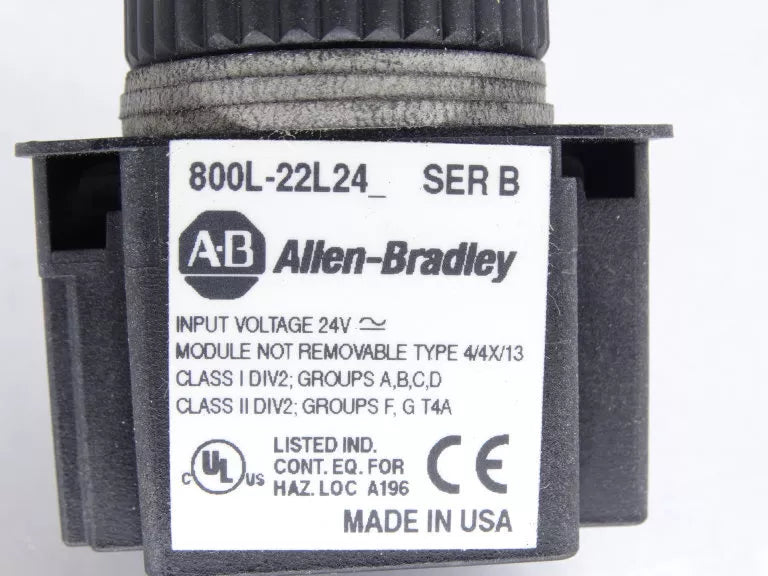 800L-22L24_ SER B
A-B Allen-Bradley
INPUT VOLTAGE 24V ≃
MODULE NOT REMOVABLE TYPE 4/4X/13
CLASS I DIV2; GROUPS A,B,C,D
CLASS II DIV2; GROUPS F, G T4A
LISTED IND.
CONT. EQ. FOR
HAZ. LOC A196
C UL US
CE
MADE IN USA